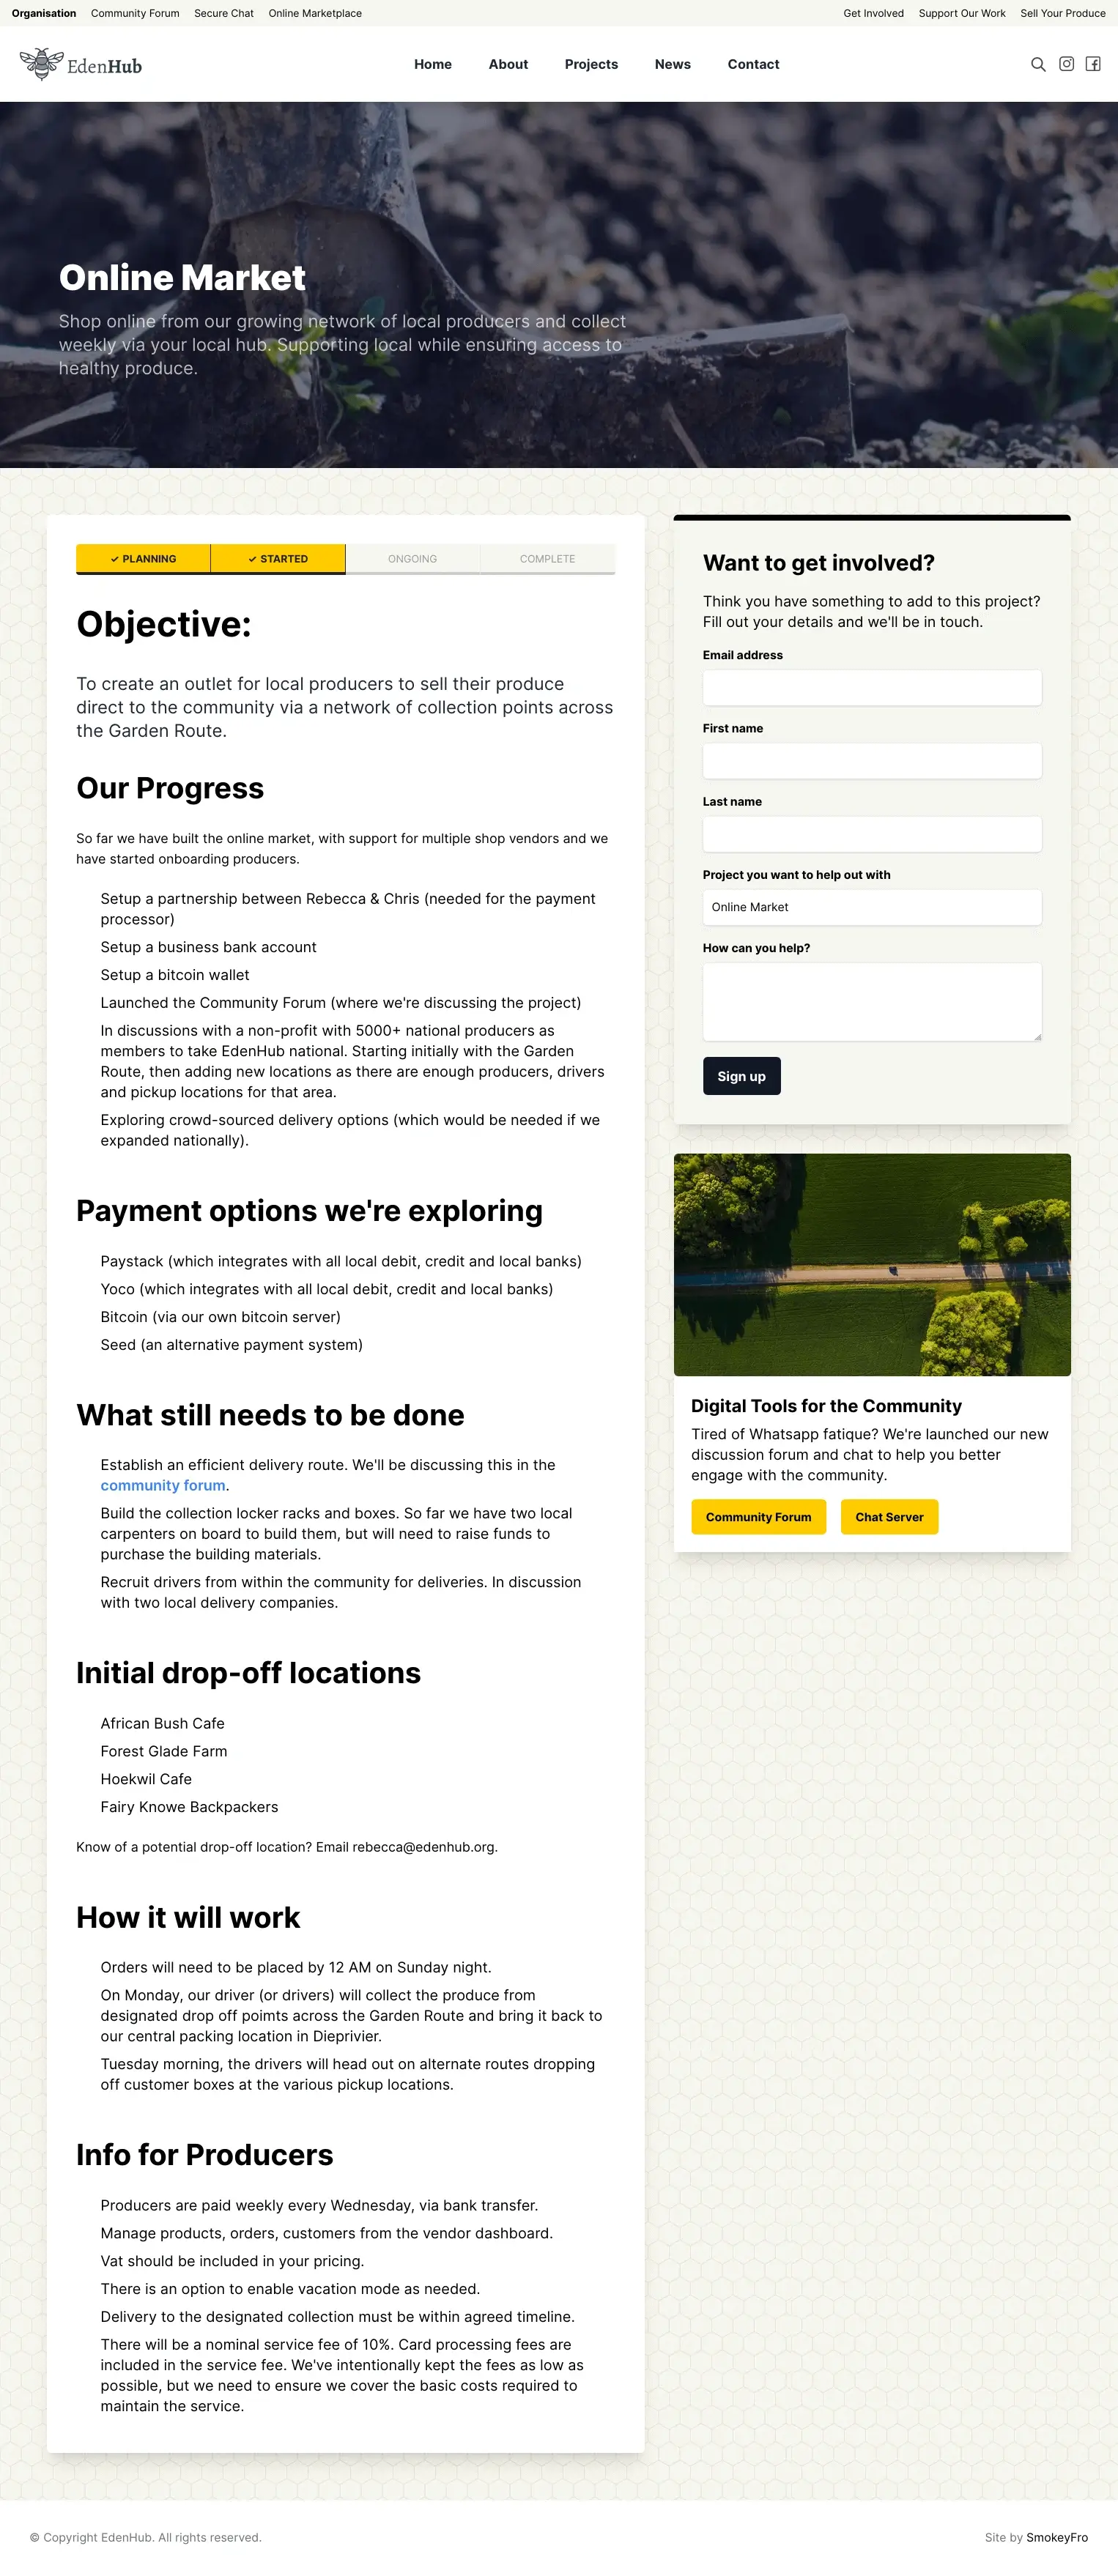 Organisation Community Forum Secure Chat Online Marketplace Get Involved Support Our Work Sell Your Produce
EdenHub Home About Projects News Contact
Online Market
Shop online from our growing network of local producers and collect
weekly via your local hub. Supporting local while ensuring access to
healthy produce.
✓ PLANNING ✓ STARTED ONGOING COMPLETE
Objective:
To create an outlet for local producers to sell their produce
direct to the community via a network of collection points across
the Garden Route.
Our Progress
So far we have built the online market, with support for multiple shop vendors and we
have started onboarding producers.
Setup a partnership between Rebecca & Chris (needed for the payment
processor)
Setup a business bank account
Setup a bitcoin wallet
Launched the Community Forum (where we're discussing the project)
In discussions with a non-profit with 5000+ national producers as
members to take EdenHub national. Starting initially with the Garden
Route, then adding new locations as there are enough producers, drivers
and pickup locations for that area.
Exploring crowd-sourced delivery options (which would be needed if we
expanded nationally).
Payment options we're exploring
Paystack (which integrates with all local debit, credit and local banks)
Yoco (which integrates with all local debit, credit and local banks)
Bitcoin (via our own bitcoin server)
Seed (an alternative payment system)
What still needs to be done
Establish an efficient delivery route. We'll be discussing this in the
community forum.
Build the collection locker racks and boxes. So far we have two local
carpenters on board to build them, but will need to raise funds to
purchase the building materials.
Recruit drivers from within the community for deliveries. In discussion
with two local delivery companies.
Initial drop-off locations
African Bush Cafe
Forest Glade Farm
Hoekwil Cafe
Fairy Knowe Backpackers
Know of a potential drop-off location? Email rebecca@edenhub.org.
How it will work
Orders will need to be placed by 12 AM on Sunday night.
On Monday, our driver (or drivers) will collect the produce from
designated drop off poimts across the Garden Route and bring it back to
our central packing location in Dieprivier.
Tuesday morning, the drivers will head out on alternate routes dropping
off customer boxes at the various pickup locations.
Info for Producers
Producers are paid weekly every Wednesday, via bank transfer.
Manage products, orders, customers from the vendor dashboard.
Vat should be included in your pricing.
There is an option to enable vacation mode as needed.
Delivery to the designated collection must be within agreed timeline.
There will be a nominal service fee of 10%. Card processing fees are
included in the service fee. We've intentionally kept the fees as low as
possible, but we need to ensure we cover the basic costs required to
maintain the service.
Want to get involved?
Think you have something to add to this project?
Fill out your details and we'll be in touch.
Email address
First name
Last name
Project you want to help out with
Online Market
How can you help?
Sign up
Digital Tools for the Community
Tired of Whatsapp fatique? We're launched our new
discussion forum and chat to help you better
engage with the community.
Community Forum Chat Server
© Copyright EdenHub. All rights reserved. Site by SmokeyFro